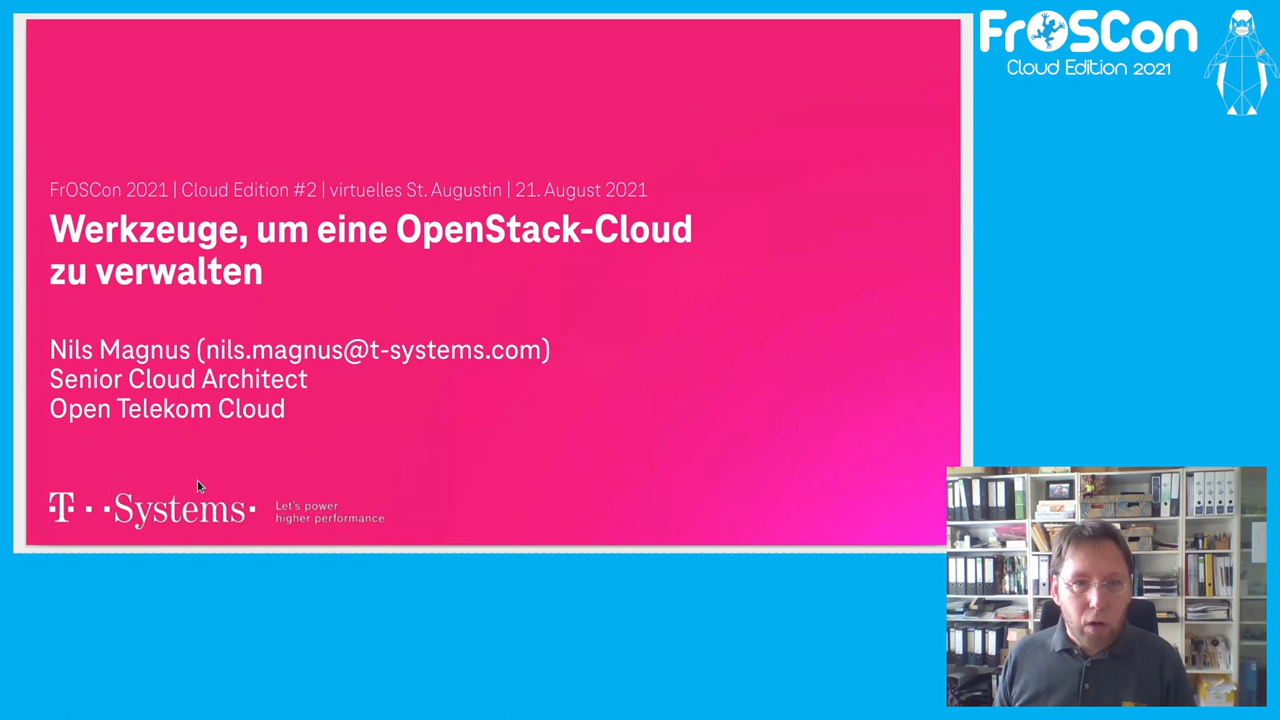 FrOSCon
Cloud Edition 2021
FrOSCon 2021 | Cloud Edition #2 | virtuelles St. Augustin | 21. August 2021
Werkzeuge, um eine OpenStack-Cloud
zu verwalten
Nils Magnus (nils.magnus@t-systems.com)
Senior Cloud Architect
Open Telekom Cloud
T··Systems·
Let's power
higher performance